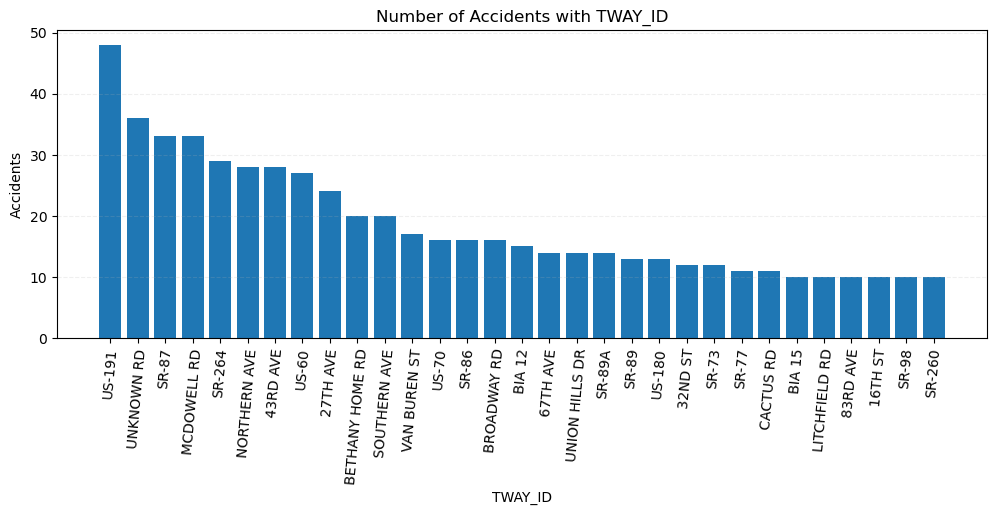 Number of Accidents with TWAY_ID
Accidents
50
40
30
20
10
0
US-191
UNKNOWN RD
SR-87
MCDOWELL RD
SR-264
NORTHERN AVE
43RD AVE
US-60
27TH AVE
BETHANY HOME RD
SOUTHERN AVE
VAN BUREN ST
US-70
SR-86
BROADWAY RD
BIA 12
67TH AVE
UNION HILLS DR
SR-89A
SR-89
US-180
32ND ST
SR-73
SR-77
CACTUS RD
BIA 15
LITCHFIELD RD
83RD AVE
16TH ST
SR-98
SR-260
TWAY_ID